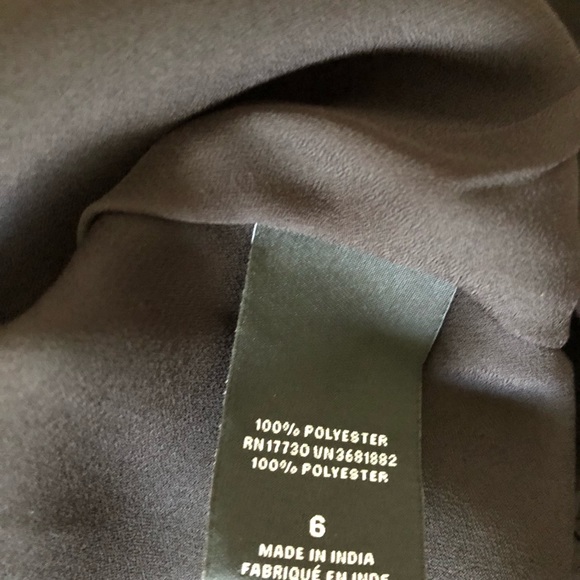 100% POLYESTER
RN17730 UN3681882
100% POLYESTER
6
MADE IN INDIA
FABRIQUÉ EN INDE